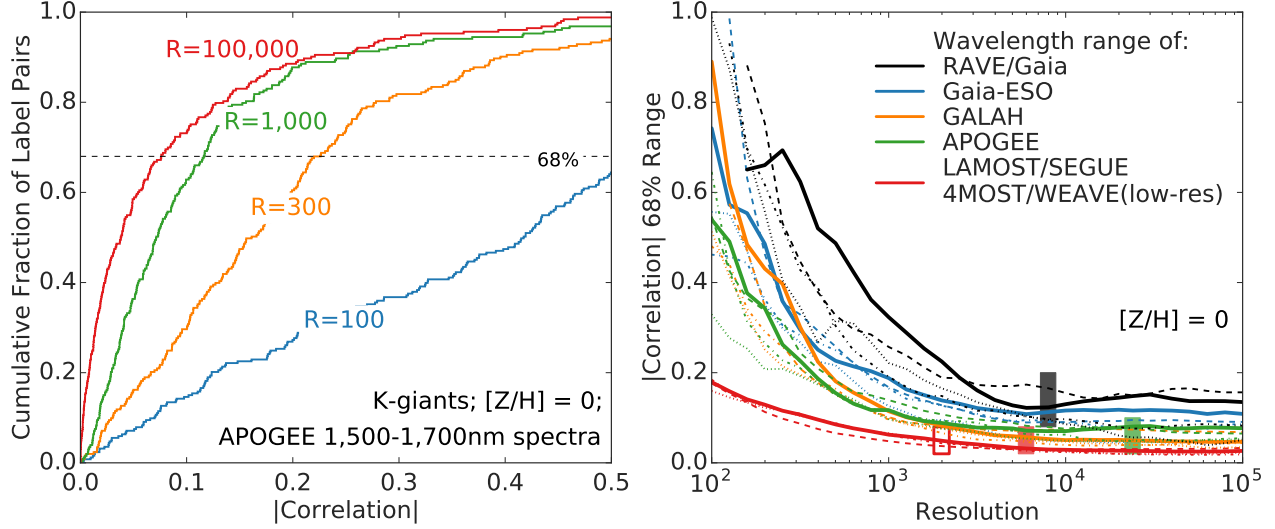 Cumulative Fraction of Label Pairs
1.0
0.8
0.6
0.4
0.2
0.0
R=100,000
R=1,000
68%
R=300
R=100
K-giants; [Z/H] = 0;
APOGEE 1,500-1,700nm spectra
0.0 0.1 0.2 0.3 0.4 0.5
|Correlation|
|Correlation| 68% Range
1.0
0.8
0.6
0.4
0.2
0.0
Wavelength range of:
RAVE/Gaia
Gaia-ESO
GALAH
APOGEE
LAMOST/SEGUE
4MOST/WEAVE(low-res)
[Z/H] = 0
10² 10³ 10⁴ 10⁵
Resolution